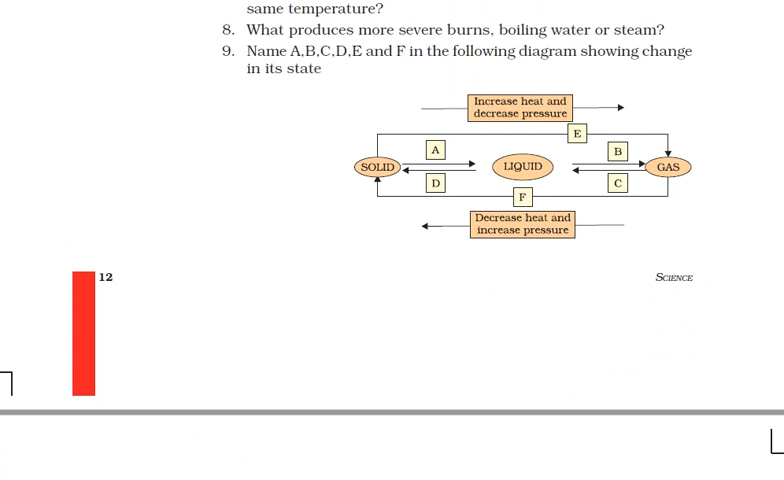 same temperature?
8. What produces more severe burns, boiling water or steam?
9. Name A,B,C,D,E and F in the following diagram showing change
in its state
Increase heat and
decrease pressure
E
A
B
SOLID
LIQUID
GAS
D
C
F
Decrease heat and
increase pressure
12
SCIENCE